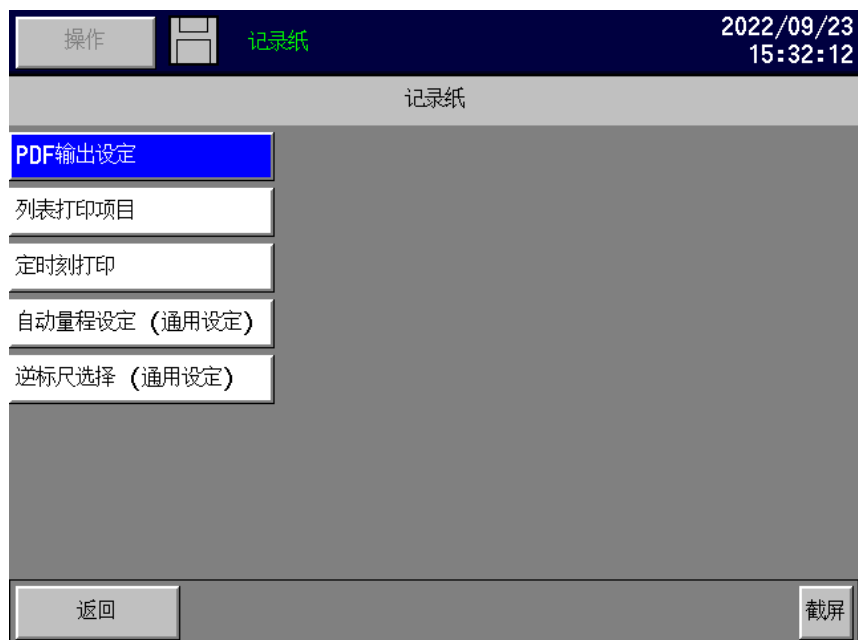 操作
记录纸
2022/09/23
15:32:12
记录纸
PDF输出设定
列表打印项目
定时刻打印
自动量程设定 (通用设定)
逆标尺选择 (通用设定)
返回
截屏